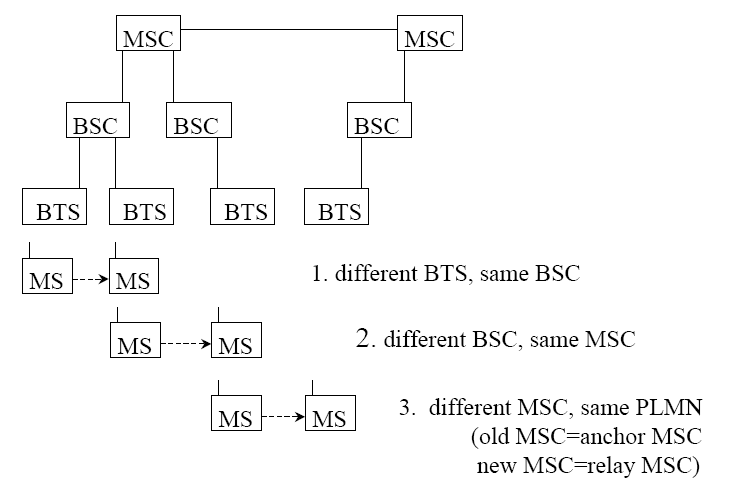 MSC MSC
BSC BSC BSC
BTS BTS BTS BTS
MS MS 1. different BTS, same BSC
MS MS 2. different BSC, same MSC
MS MS 3. different MSC, same PLMN
(old MSC=anchor MSC
new MSC=relay MSC)